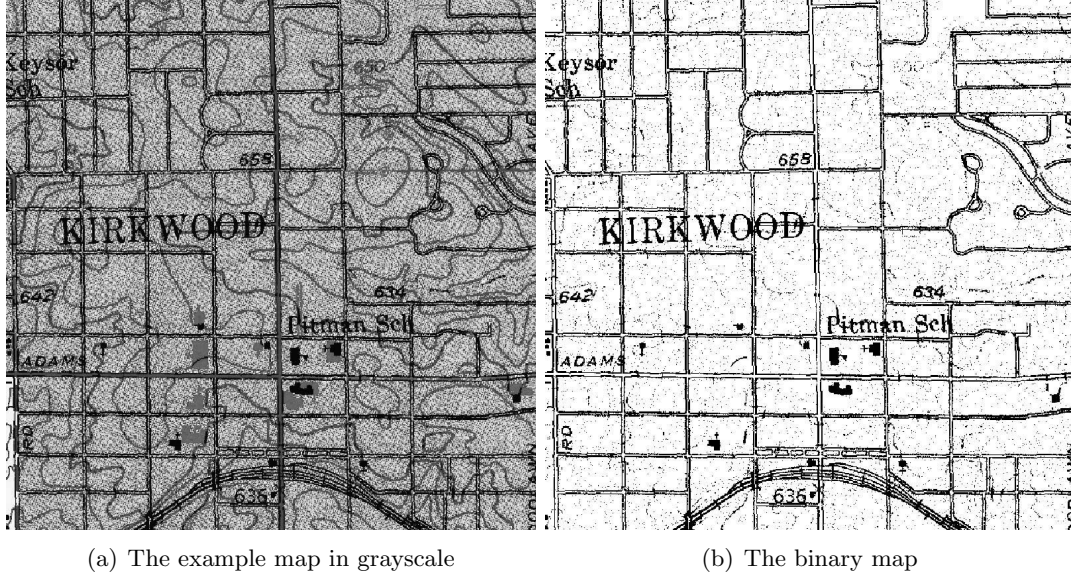 650
Keysor
Sch
658
KIRKWOOD
642
634
Pitman Sch
ADAMS
RD
636
Keysor
Sch
658
KIRKWOOD
642
634
Pitman Sch
ADAMS
RD
636
(a) The example map in grayscale
(b) The binary map